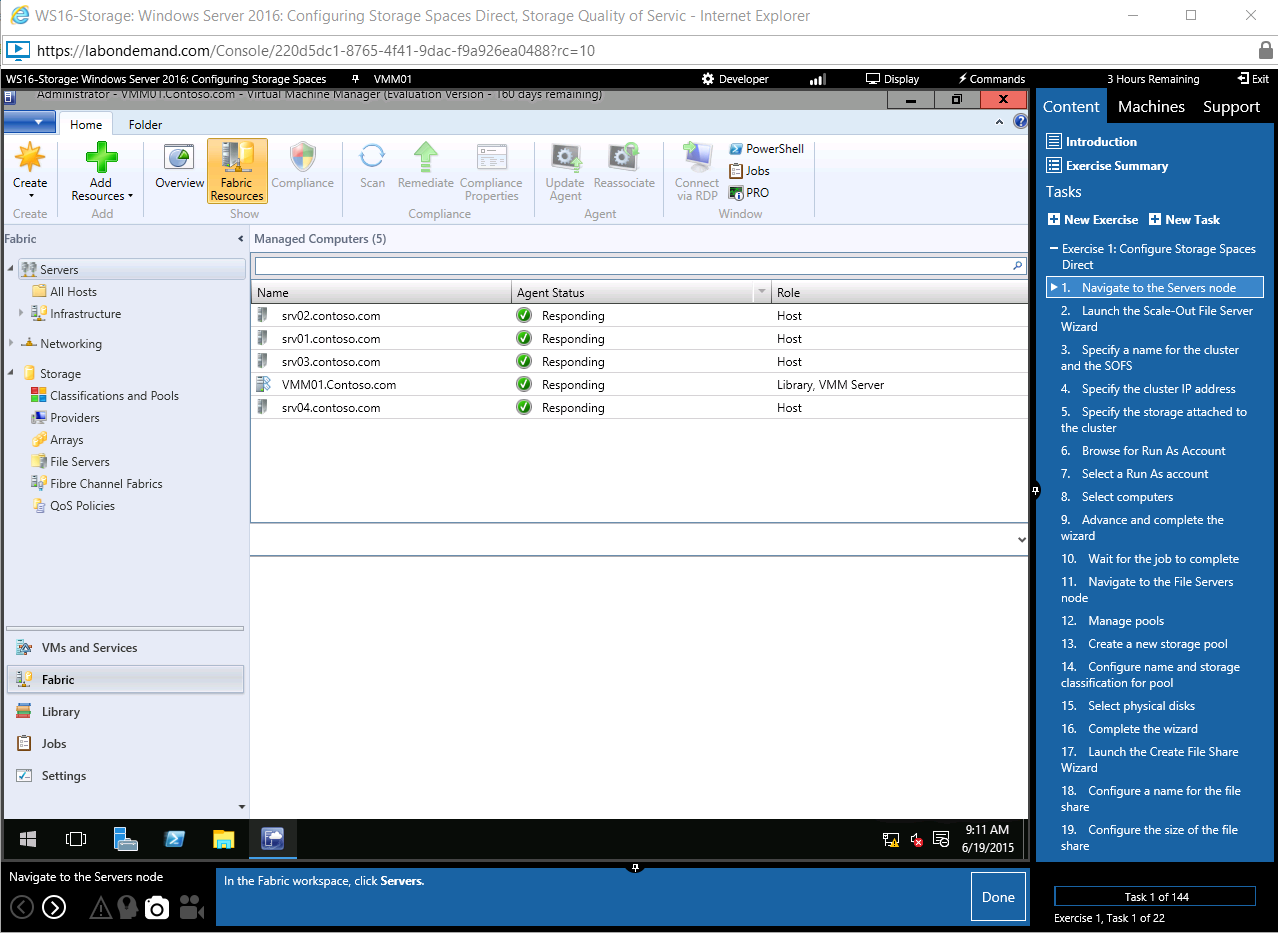 WS16-Storage: Windows Server 2016: Configuring Storage Spaces Direct, Storage Quality of Servic - Internet Explorer
https://labondemand.com/Console/220d5dc1-8765-4f41-9dac-f9a926ea0488?rc=10
WS16-Storage: Windows Server 2016: Configuring Storage Spaces VMM01 Developer Display Commands 3 Hours Remaining Exit
Administrator - VMM01.Contoso.com - Virtual Machine Manager (Evaluation Version - 160 days remaining)
Home Folder
Create
Add Resources
Overview
Fabric Resources
Compliance
Scan
Remediate
Compliance Properties
Update Agent
Reassociate
Connect via RDP
PowerShell
Jobs
PRO
Create Add Show Compliance Agent Window
Fabric
Servers
All Hosts
Infrastructure
Networking
Storage
Classifications and Pools
Providers
Arrays
File Servers
Fibre Channel Fabrics
QoS Policies
VMs and Services
Fabric
Library
Jobs
Settings
Managed Computers (5)
Name Agent Status Role
srv02.contoso.com Responding Host
srv01.contoso.com Responding Host
srv03.contoso.com Responding Host
VMM01.Contoso.com Responding Library, VMM Server
srv04.contoso.com Responding Host
9:11 AM
6/19/2015
Content Machines Support
Introduction
Exercise Summary
Tasks
New Exercise New Task
Exercise 1: Configure Storage Spaces
Direct
1. Navigate to the Servers node
2. Launch the Scale-Out File Server
Wizard
3. Specify a name for the cluster
and the SOFS
4. Specify the cluster IP address
5. Specify the storage attached to
the cluster
6. Browse for Run As Account
7. Select a Run As account
8. Select computers
9. Advance and complete the
wizard
10. Wait for the job to complete
11. Navigate to the File Servers
node
12. Manage pools
13. Create a new storage pool
14. Configure name and storage
classification for pool
15. Select physical disks
16. Complete the wizard
17. Launch the Create File Share
Wizard
18. Configure a name for the file
share
19. Configure the size of the file
share
Navigate to the Servers node
In the Fabric workspace, click Servers.
Done
Task 1 of 144
Exercise 1, Task 1 of 22